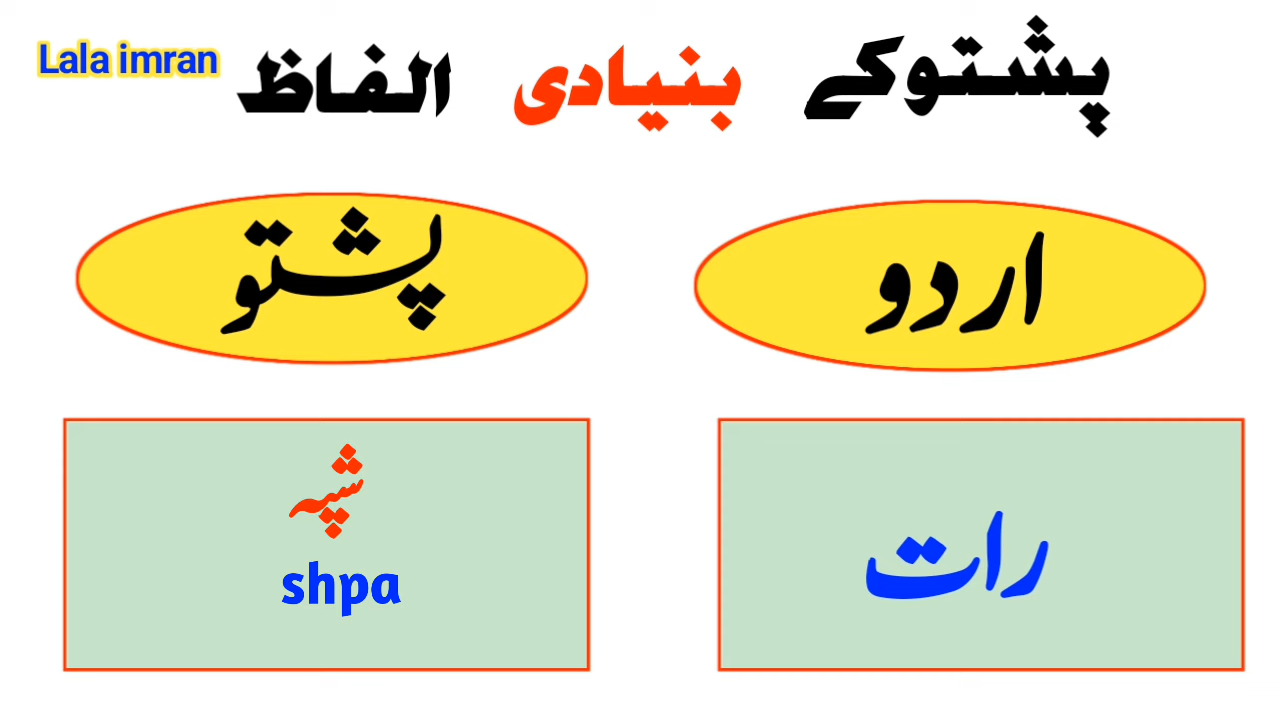 Lala imran
پشتو کے بنیادی الفاظ
اردو
پشتو
رات
شپہ
shpa